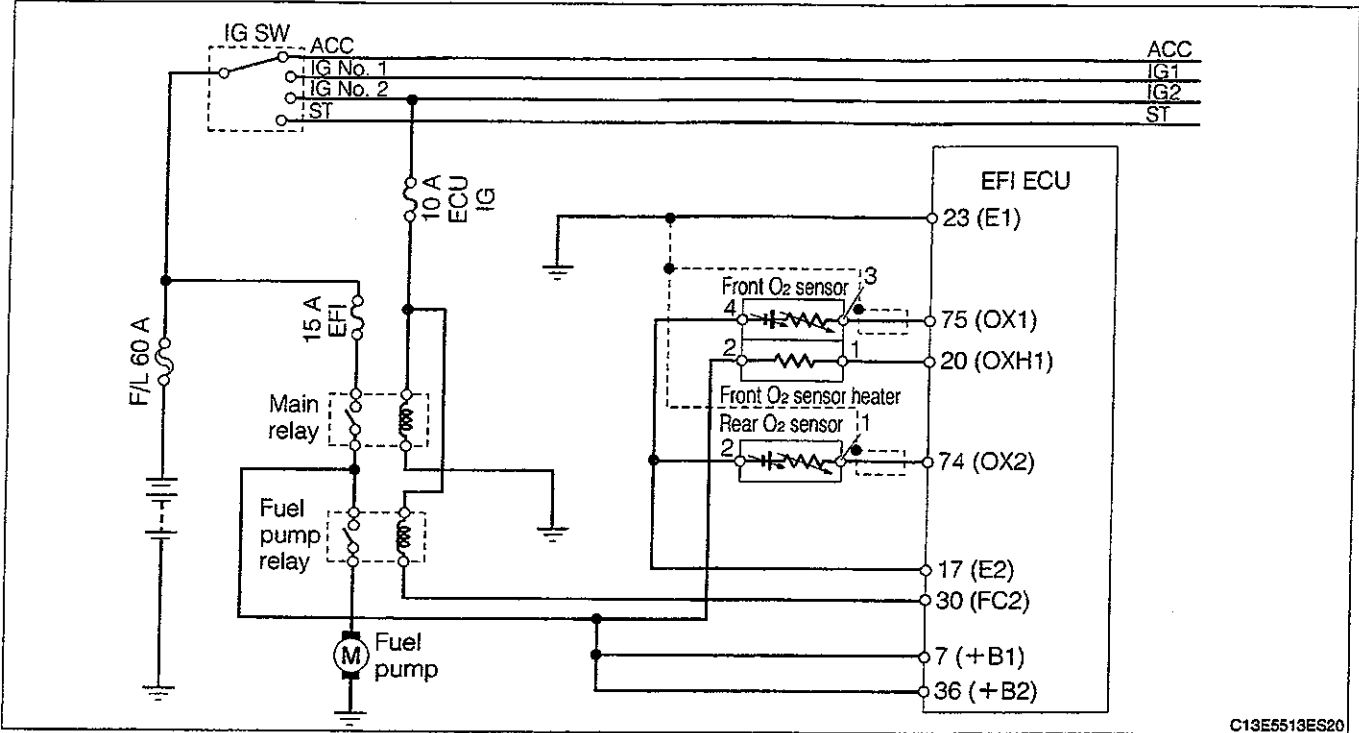 IG SW
ACC
IG No. 1
IG No. 2
ST
ACC
IG1
IG2
ST
10 A
ECU
IG
EFI ECU
23 (E1)
3
Front O2 sensor
4
75 (OX1)
2
1
20 (OXH1)
Front O2 sensor heater
Rear O2 sensor
1
2
74 (OX2)
F/L 60 A
15 A
EFI
Main
relay
Fuel
pump
relay
17 (E2)
30 (FC2)
M
Fuel
pump
7 (+B1)
36 (+B2)
C13E5513ES20